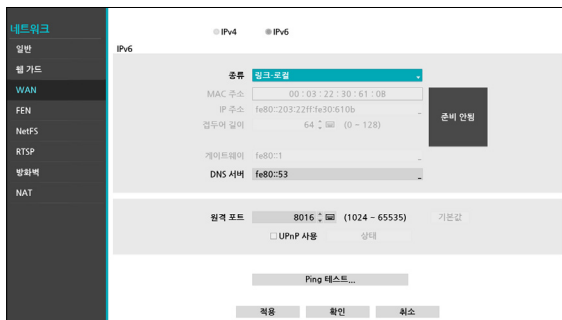 네트워크
일반
웹 가드
WAN
FEN
NetFS
RTSP
방화벽
NAT
IPv4 IPv6
IPv6
종류 링크-로컬
MAC 주소 00 : 03 : 22 : 30 : 61 : 08
IP 주소 fe80::203:22ff:fe30:610b
접두어 길이 64 (0 ~ 128)
준비 안됨
게이트웨이 fe80::1
DNS 서버 fe80::53
원격 포트 8016 (1024 ~ 65535) 기본값
UPnP 사용 상태
Ping 테스트...
적용 확인 취소